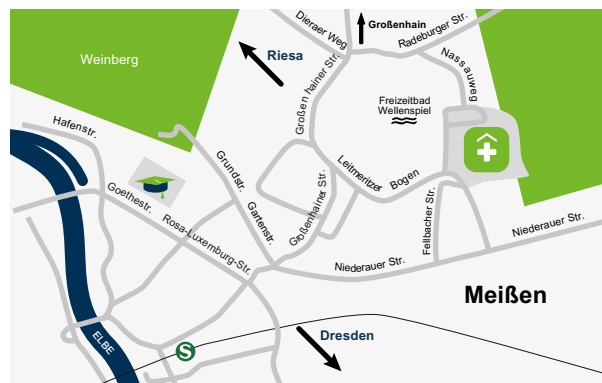 Großenhain
Dieraer Weg
Radeburger Str.
Weinberg
Riesa
Nassauweg
Großenhainer Str.
Freizeitbad
Wellenspiel
Hafenstr.
Grundstr.
Leitmeritzer
Bogen
Goethestr.
Rosa-Luxemburg-Str.
Gartenstr.
Großenhainer Str.
Fellbacher Str.
Niederauer Str.
Niederauer Str.
Meißen
ELBE
Dresden
S